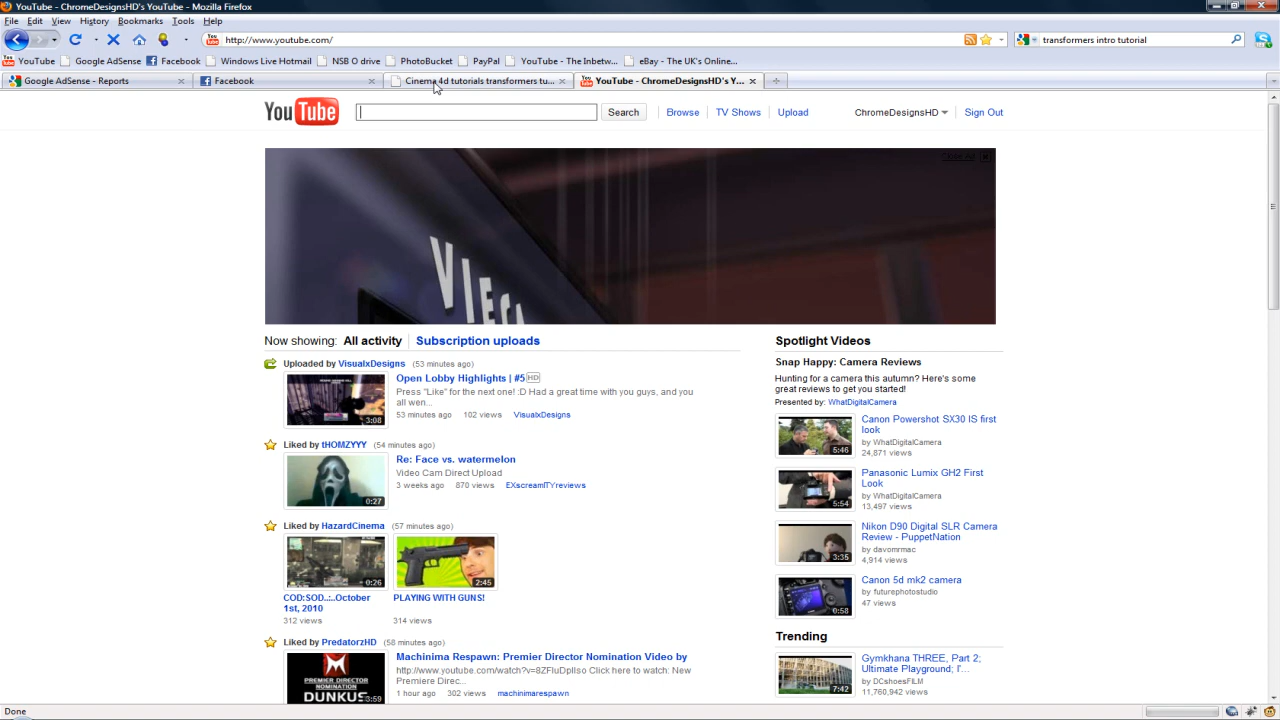 YouTube - ChromeDesignsHD's YouTube - Mozilla Firefox
File Edit View History Bookmarks Tools Help
http://www.youtube.com/ transformers intro tutorial
YouTube Google AdSense Facebook Windows Live Hotmail NSB O drive PhotoBucket PayPal YouTube - The Inbetw... eBay - The UK's Onlin...
Google AdSense - Reports Facebook Cinema 4d tutorials transformers tu... YouTube - ChromeDesignsHD's Y...
YouTube Search Browse TV Shows Upload ChromeDesignsHD Sign Out
Now showing: All activity Subscription uploads
Uploaded by VisualxDesigns (53 minutes ago)
Open Lobby Highlights | #5 HD
Press "Like" for the next one! :D Had a great time with you guys, and you
all wen...
53 minutes ago 102 views VisualxDesigns
3:08
Liked by tHOMZYYY (54 minutes ago)
Re: Face vs. watermelon
Video Cam Direct Upload
3 weeks ago 870 views EXscreamITYreviews
0:27
Liked by HazardCinema (57 minutes ago)
0:26 2:45
COD:SOD..:..October
1st, 2010
312 views
PLAYING WITH GUNS!
314 views
Liked by PredatorzHD (58 minutes ago)
Machinima Respawn: Premier Director Nomination Video by
http://www.youtube.com/watch?v=8ZFluDpIlso Click here to watch: New
Premiere Direc...
1 hour ago 302 views machinimarespawn
PREMIER DIRECTOR
NOMINATION
DUNKUS
3:59
Spotlight Videos
Snap Happy: Camera Reviews
Hunting for a camera this autumn? Here's some
great reviews to get you started!
Presented by: WhatDigitalCamera
Canon Powershot SX30 IS first
look
by WhatDigitalCamera
24,871 views
5:46
Panasonic Lumix GH2 First
Look
by WhatDigitalCamera
13,497 views
5:54
Nikon D90 Digital SLR Camera
Review - PuppetNation
by davomrmac
4,914 views
3:35
Canon 5d mk2 camera
by futurephotostudio
47 views
0:58
Trending
Gymkhana THREE, Part 2;
Ultimate Playground; l'...
by DCshoesFILM
11,760,942 views
7:42
Done